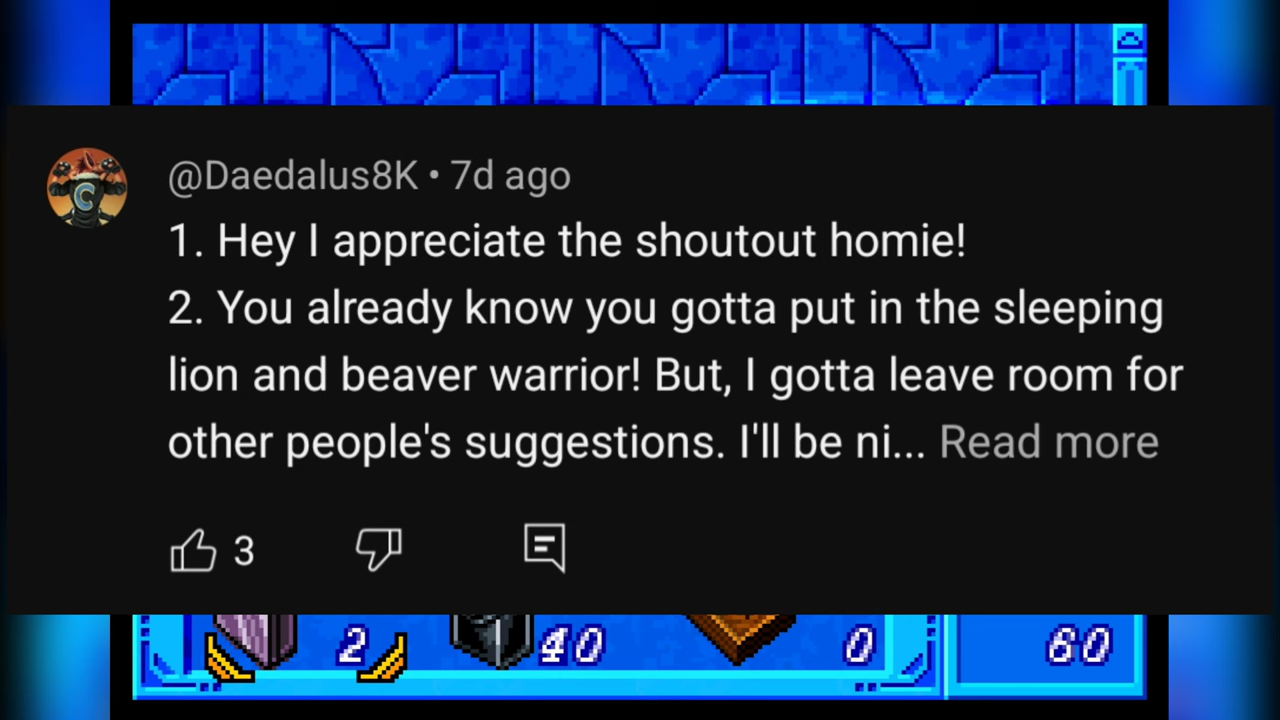 @Daedalus8K • 7d ago
1. Hey I appreciate the shoutout homie!
2. You already know you gotta put in the sleeping
lion and beaver warrior! But, I gotta leave room for
other people's suggestions. I'll be ni... Read more
3
2 40 0 60